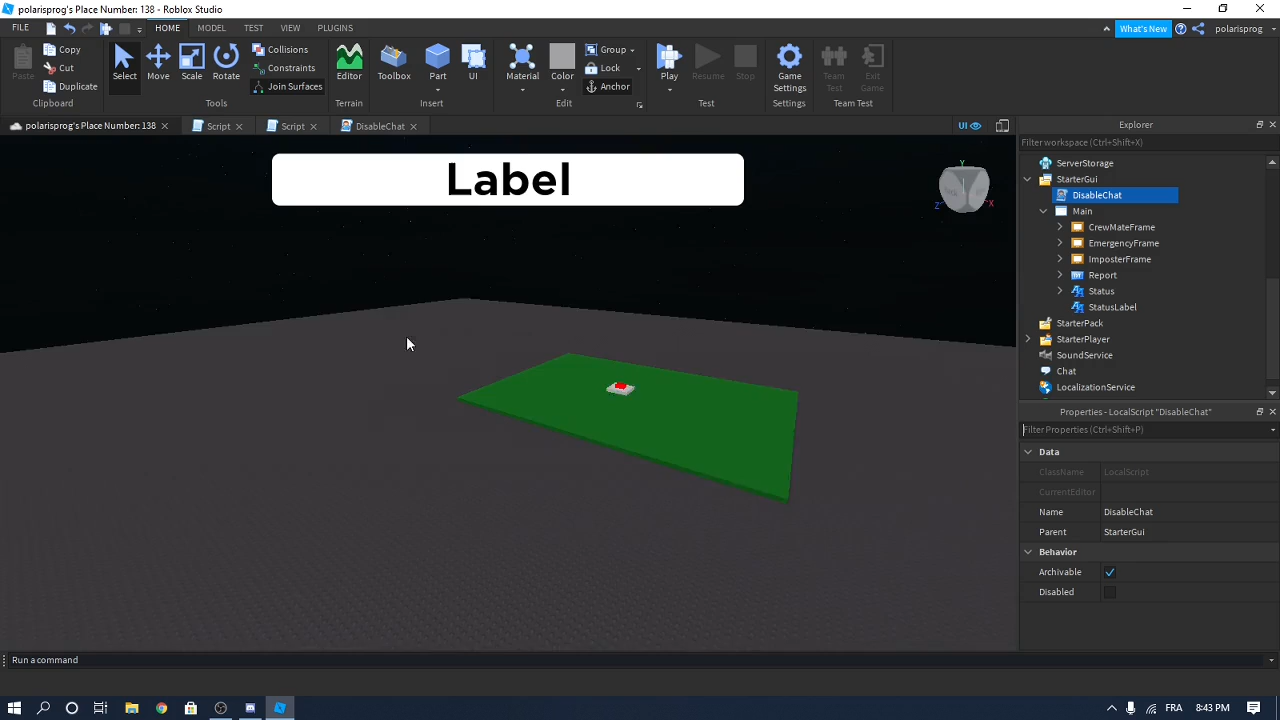 polarisprog's Place Number: 138 - Roblox Studio
FILE HOME MODEL TEST VIEW PLUGINS What's New polarisprog
Paste Copy Cut Duplicate Clipboard
Select Move Scale Rotate Collisions Constraints Join Surfaces Tools
Editor Terrain
Toolbox Part UI Insert
Material Color Group Lock Anchor Edit
Play Resume Stop Test
Game Settings Settings
Team Test Exit Game Team Test
polarisprog's Place Number: 138 Script Script DisableChat UI
Label
Y
Z X
Explorer
Filter workspace (Ctrl+Shift+X)
ServerStorage
StarterGui
DisableChat
Main
CrewMateFrame
EmergencyFrame
ImposterFrame
Report
Status
StatusLabel
StarterPack
StarterPlayer
SoundService
Chat
LocalizationService
Properties - LocalScript "DisableChat"
Filter Properties (Ctrl+Shift+P)
Data
ClassName LocalScript
CurrentEditor
Name DisableChat
Parent StarterGui
Behavior
Archivable
Disabled
Run a command
FRA 8:43 PM